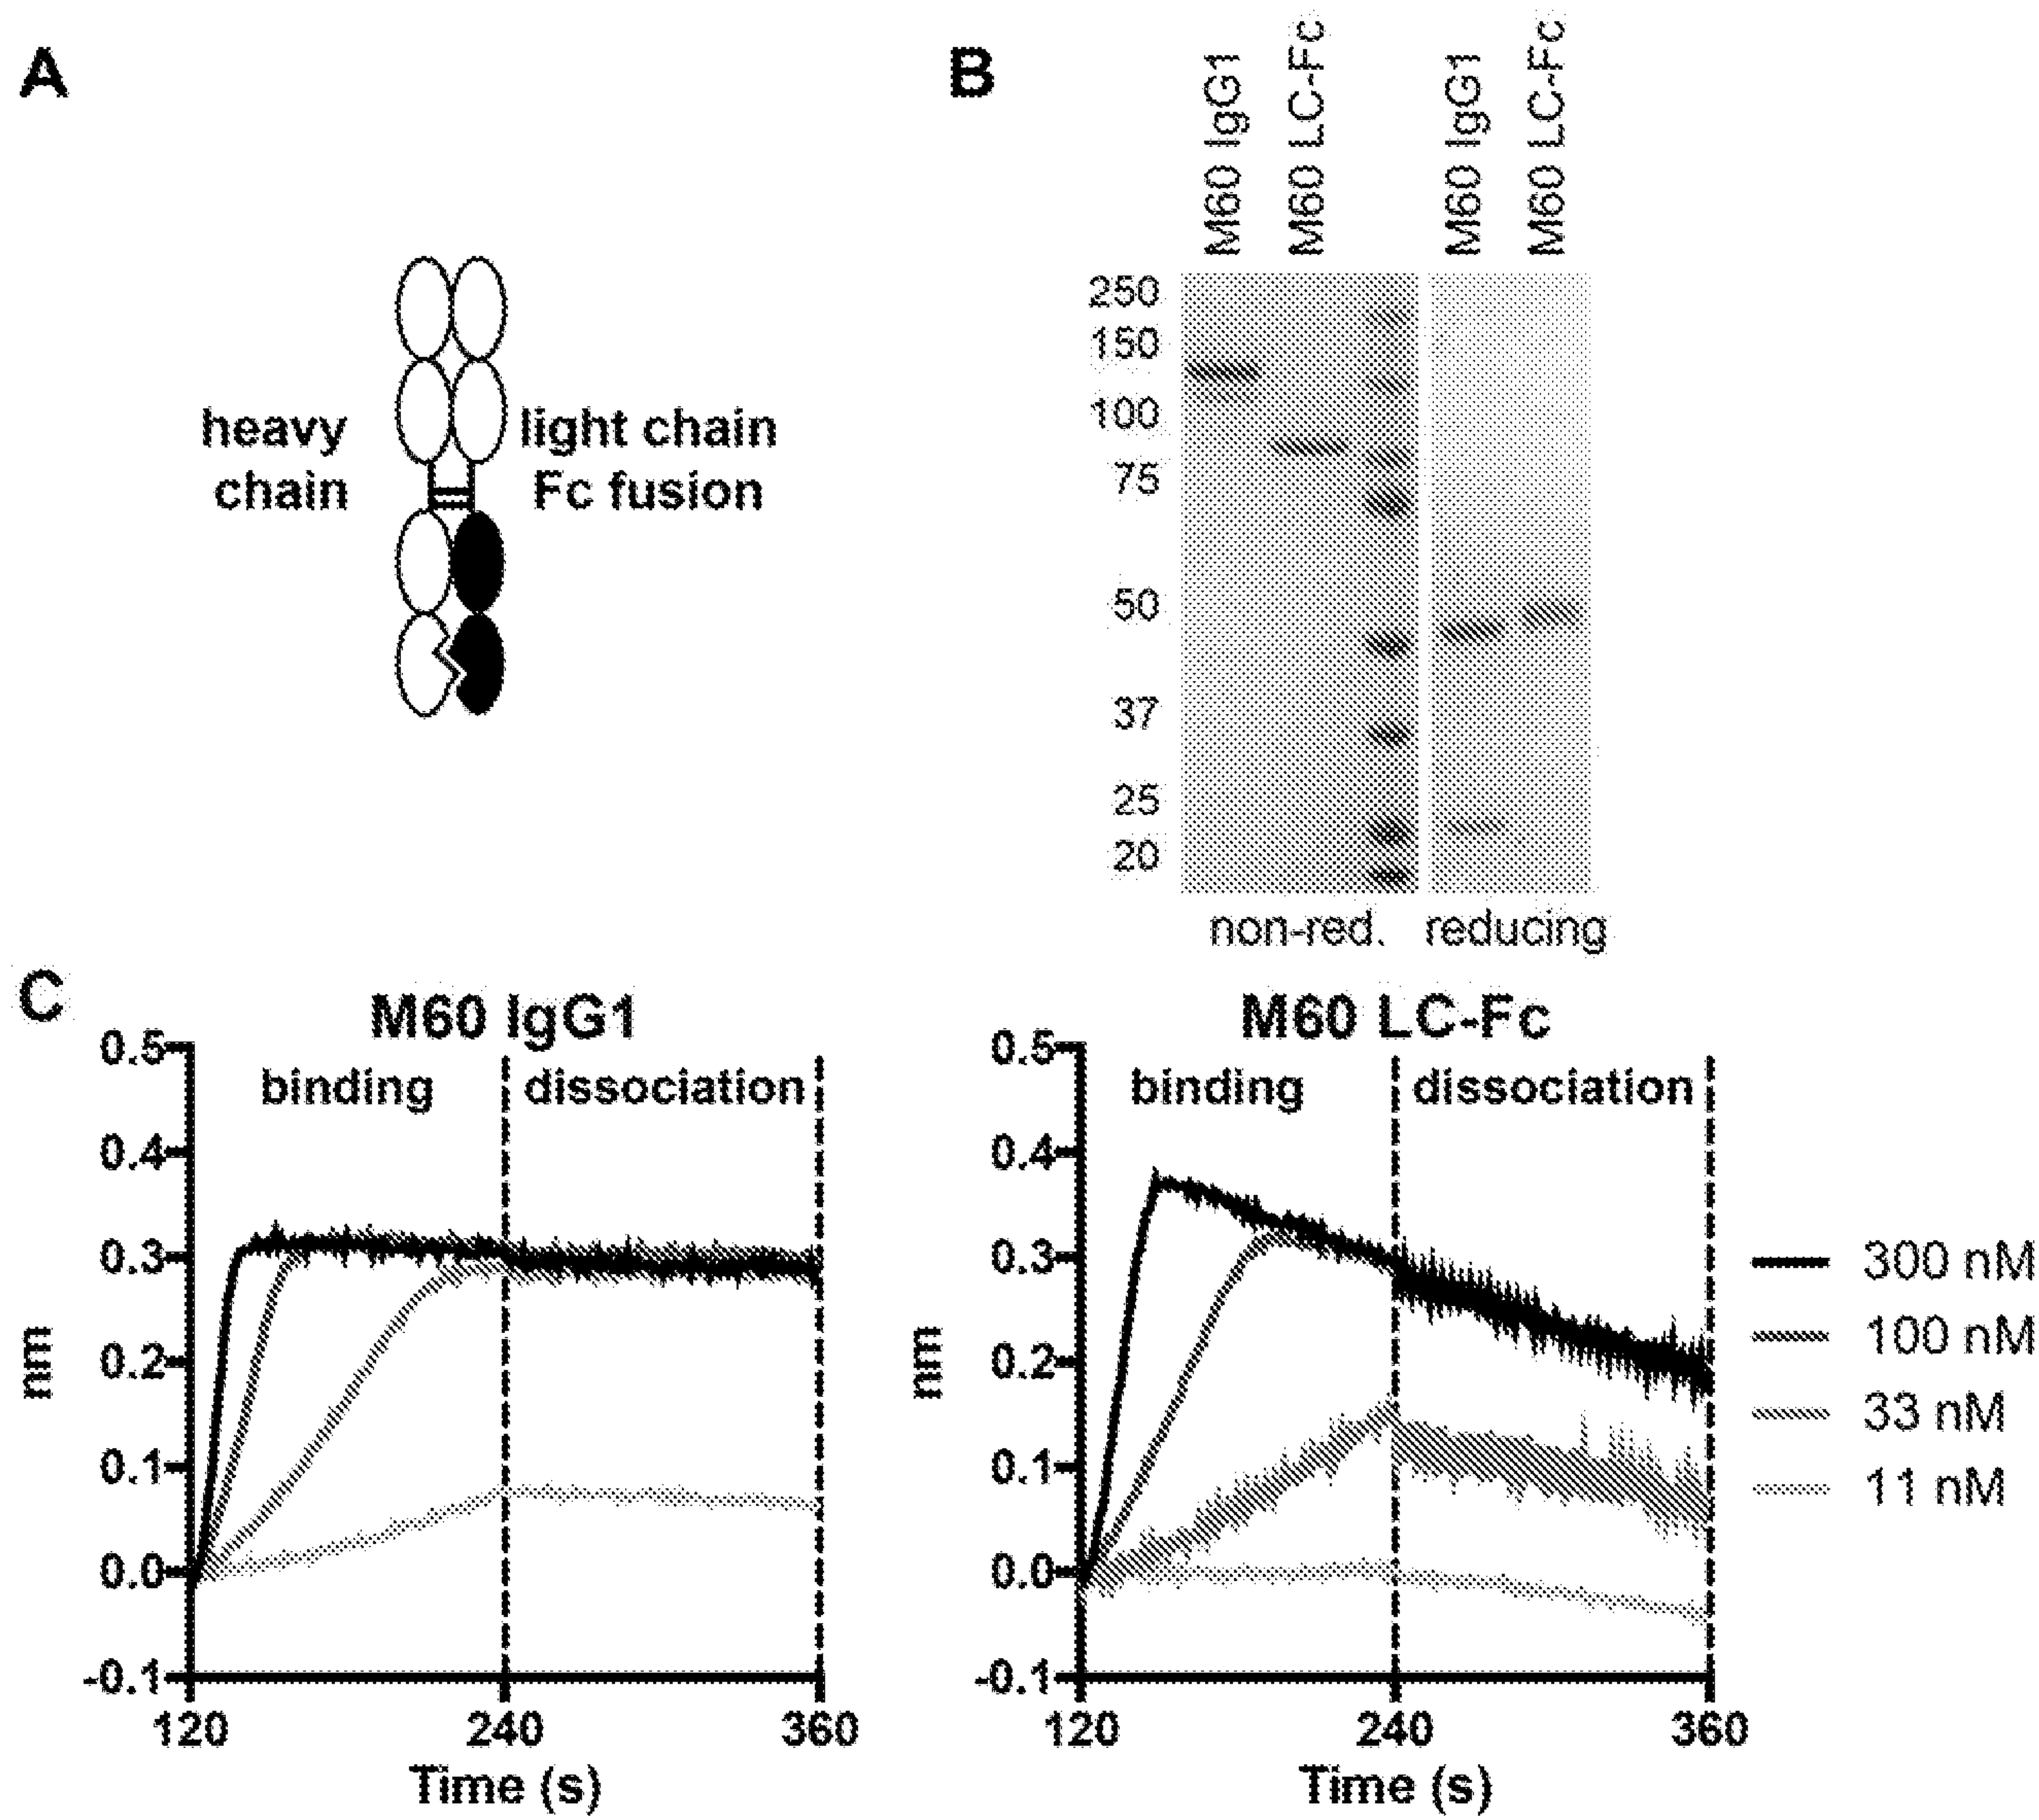 A
heavy
chain
light chain
Fc fusion
B
M60 IgG1
M60 LC-Fc
M60 IgG1
M60 LC-Fc
250
150
100
75
50
37
25
20
non-red.
reducing
C
M60 IgG1
binding
dissociation
0.5
0.4
0.3
0.2
0.1
0.0
-0.1
nm
120
240
360
Time (s)
M60 LC-Fc
binding
dissociation
0.5
0.4
0.3
0.2
0.1
0.0
-0.1
nm
120
240
360
Time (s)
300 nM
100 nM
33 nM
11 nM